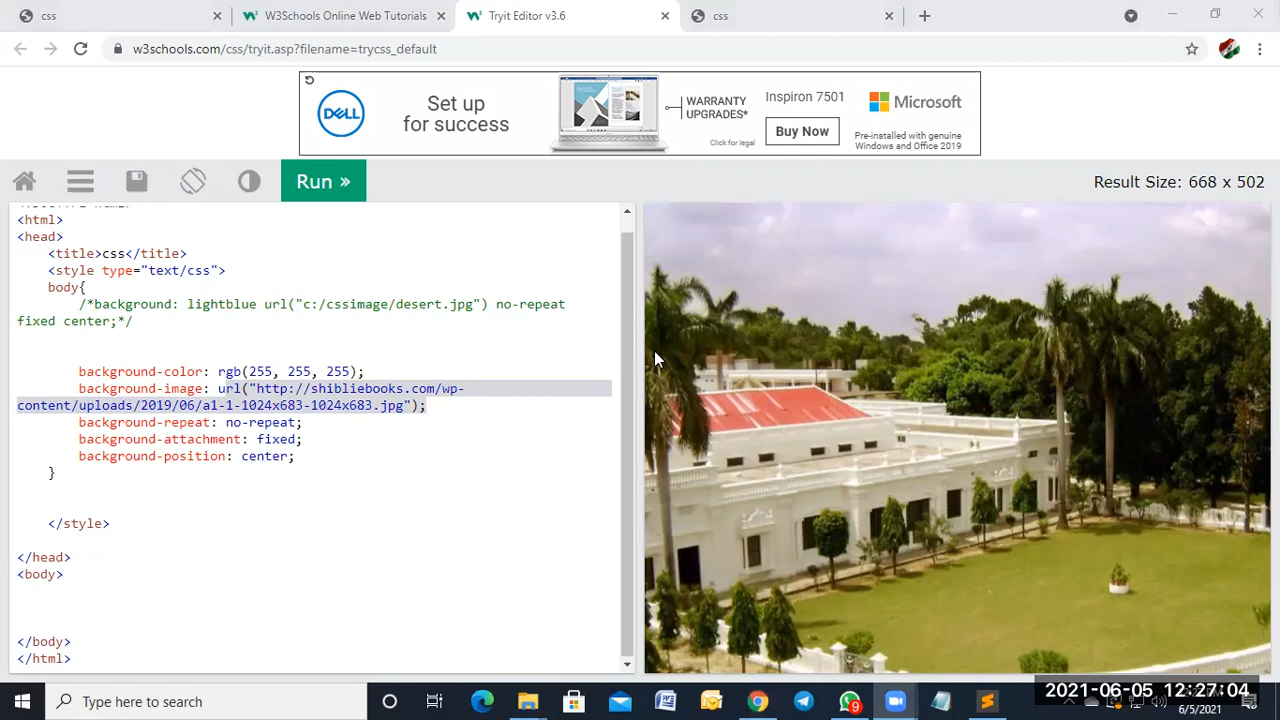 css
W3Schools Online Web Tutorials
Tryit Editor v3.6
css
w3schools.com/css/tryit.asp?filename=trycss_default
DELL
Set up
for success
WARRANTY
UPGRADES*
Click for legal
Inspiron 7501
Buy Now
Microsoft
Pre-installed with genuine
Windows and Office 2019
Run »
Result Size: 668 x 502
<html>
<head>
<title>css</title>
<style type="text/css">
body{
/*background: lightblue url("c:/cssimage/desert.jpg") no-repeat
fixed center;*/
background-color: rgb(255, 255, 255);
background-image: url("http://shibliebooks.com/wp-
content/uploads/2019/06/a1-1-1024x683-1024x683.jpg");
background-repeat: no-repeat;
background-attachment: fixed;
background-position: center;
}
</style>
</head>
<body>
</body>
</html>
Type here to search
9
2021-06-05 12:27:04
6/5/2021